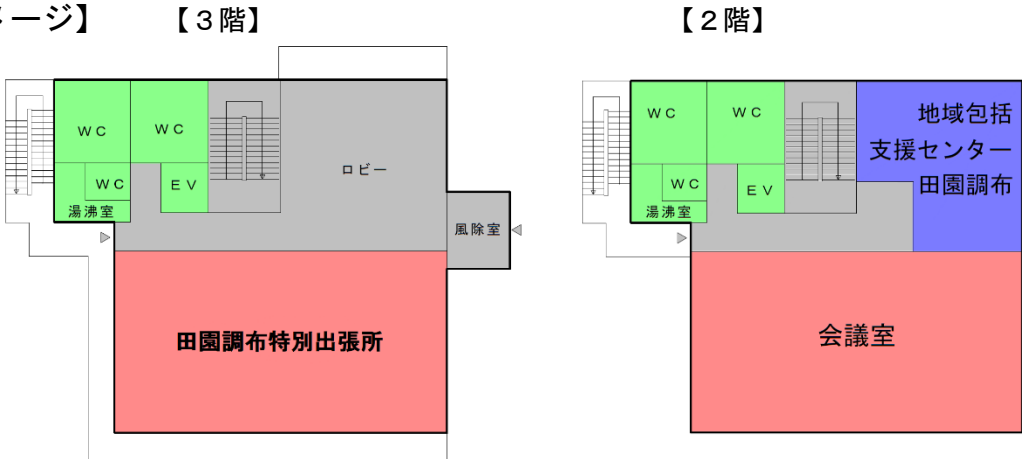 ージ】
【３階】
【２階】
ＷＣ
ＷＣ
ＷＣ
ＥＶ
湯沸室
ロビー
風除室
田園調布特別出張所
ＷＣ
ＷＣ
ＷＣ
ＥＶ
湯沸室
地域包括
支援センター
田園調布
会議室